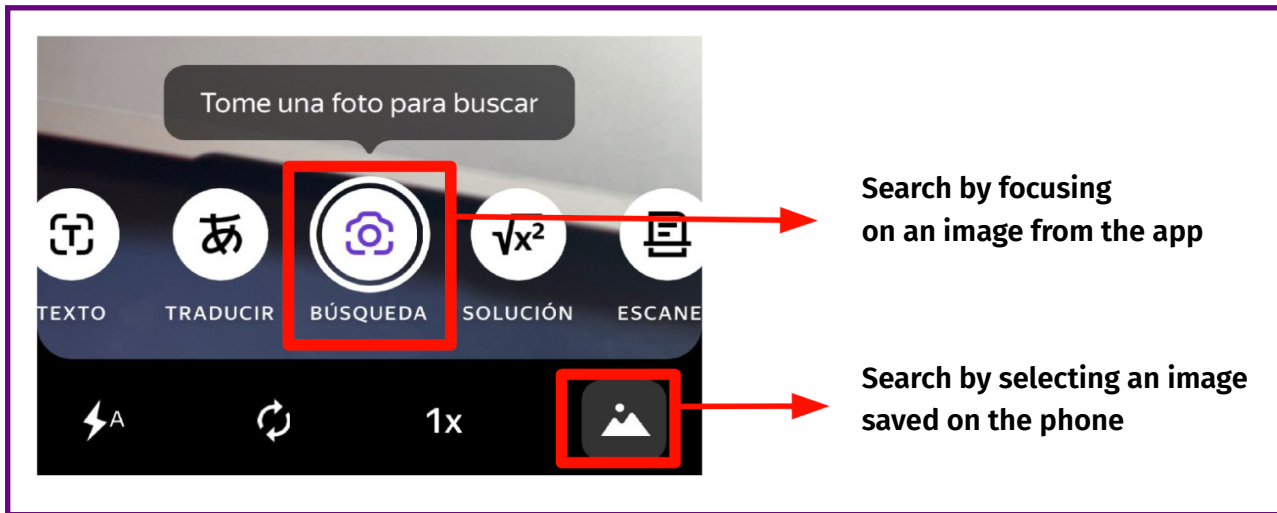 Tome una foto para buscar
T
あ
√x²
TEXTO
TRADUCIR
BÚSQUEDA
SOLUCIÓN
ESCANE
A
1x
Search by focusing
on an image from the app
Search by selecting an image
saved on the phone